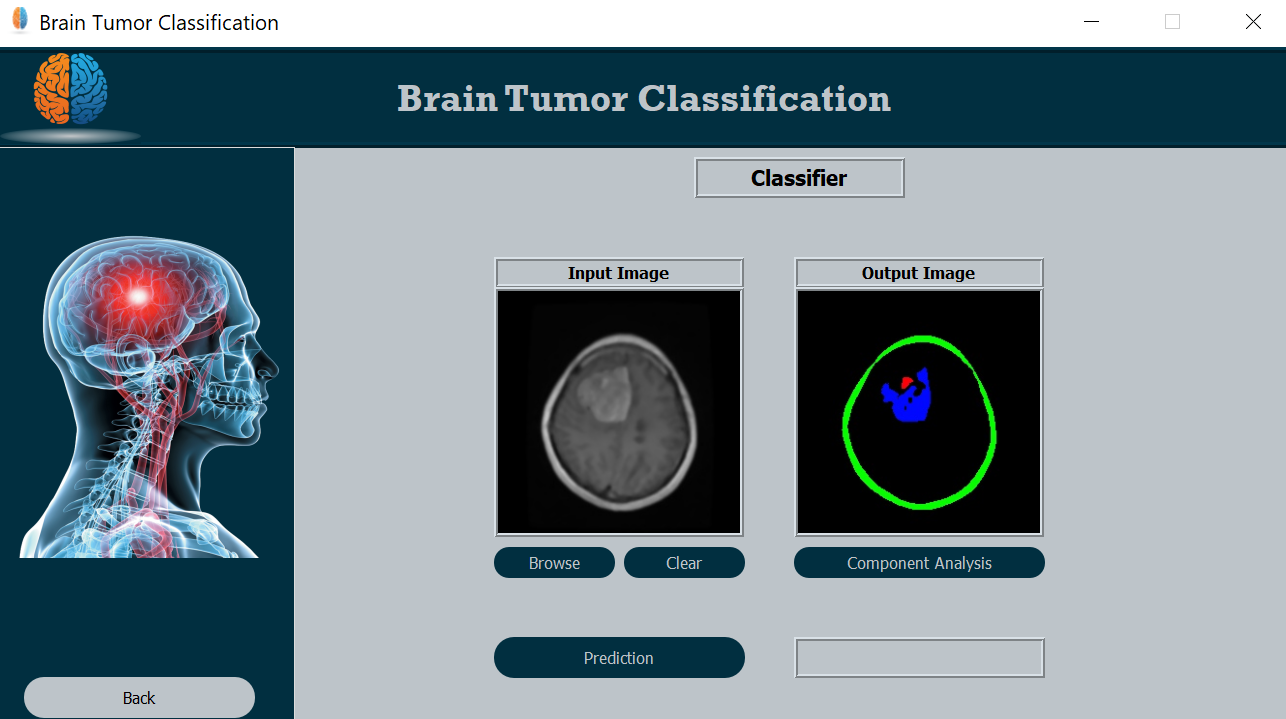 Brain Tumor Classification
Brain Tumor Classification
Classifier
Input Image
Output Image
Browse
Clear
Component Analysis
Prediction
Back